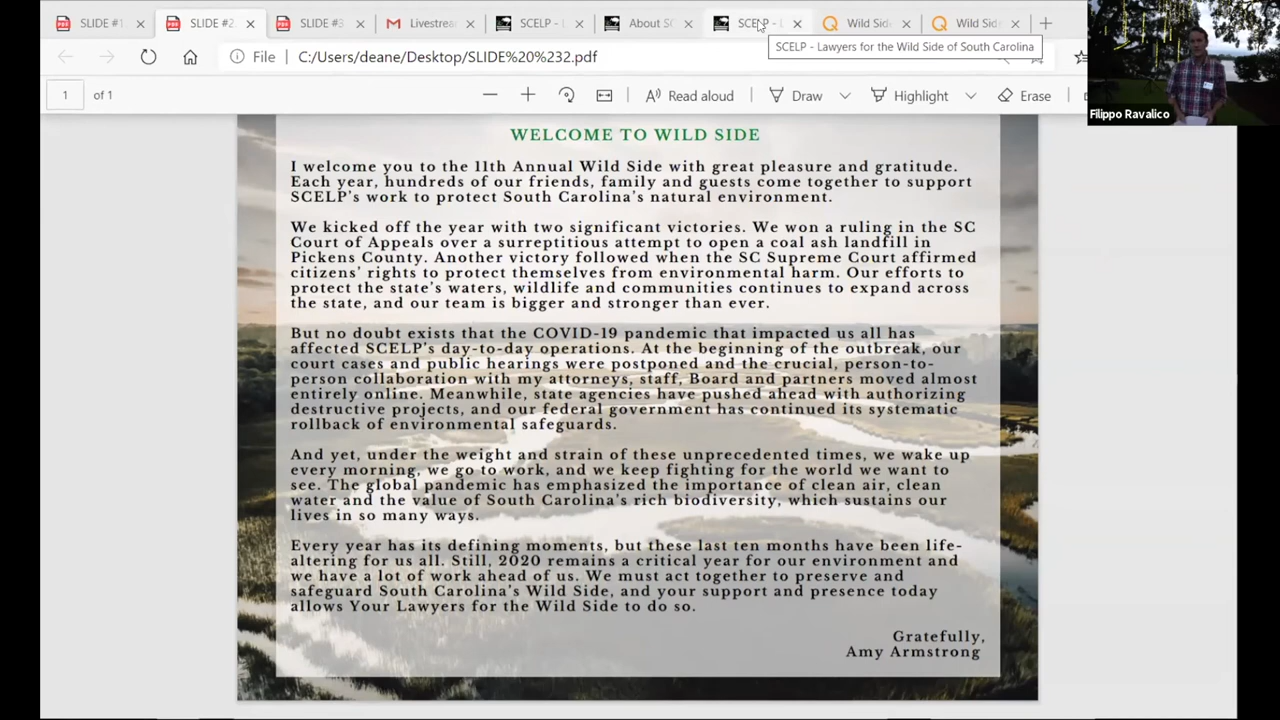 SLIDE #1
SLIDE #2
SLIDE #3
Livestrea
SCELP - L
About SC
SCELP - L
Wild Sid
Wild Sid
SCELP - Lawyers for the Wild Side of South Carolina
File
C:/Users/deane/Desktop/SLIDE%20%232.pdf
1 of 1
Read aloud
Draw
Highlight
Erase
Filippo Ravalico
WELCOME TO WILD SIDE
I welcome you to the 11th Annual Wild Side with great pleasure and gratitude.
Each year, hundreds of our friends, family and guests come together to support
SCELP's work to protect South Carolina's natural environment.
We kicked off the year with two significant victories. We won a ruling in the SC
Court of Appeals over a surreptitious attempt to open a coal ash landfill in
Pickens County. Another victory followed when the SC Supreme Court affirmed
citizens' rights to protect themselves from environmental harm. Our efforts to
protect the state's waters, wildlife and communities continues to expand across
the state, and our team is bigger and stronger than ever.
But no doubt exists that the COVID-19 pandemic that impacted us all has
affected SCELP's day-to-day operations. At the beginning of the outbreak, our
court cases and public hearings were postponed and the crucial, person-to-
person collaboration with my attorneys, staff, Board and partners moved almost
entirely online. Meanwhile, state agencies have pushed ahead with authorizing
destructive projects, and our federal government has continued its systematic
rollback of environmental safeguards.
And yet, under the weight and strain of these unprecedented times, we wake up
every morning, we go to work, and we keep fighting for the world we want to
see. The global pandemic has emphasized the importance of clean air, clean
water and the value of South Carolina's rich biodiversity, which sustains our
lives in so many ways.
Every year has its defining moments, but these last ten months have been life-
altering for us all. Still, 2020 remains a critical year for our environment and
we have a lot of work ahead of us. We must act together to preserve and
safeguard South Carolina's Wild Side, and your support and presence today
allows Your Lawyers for the Wild Side to do so.
Gratefully,
Amy Armstrong